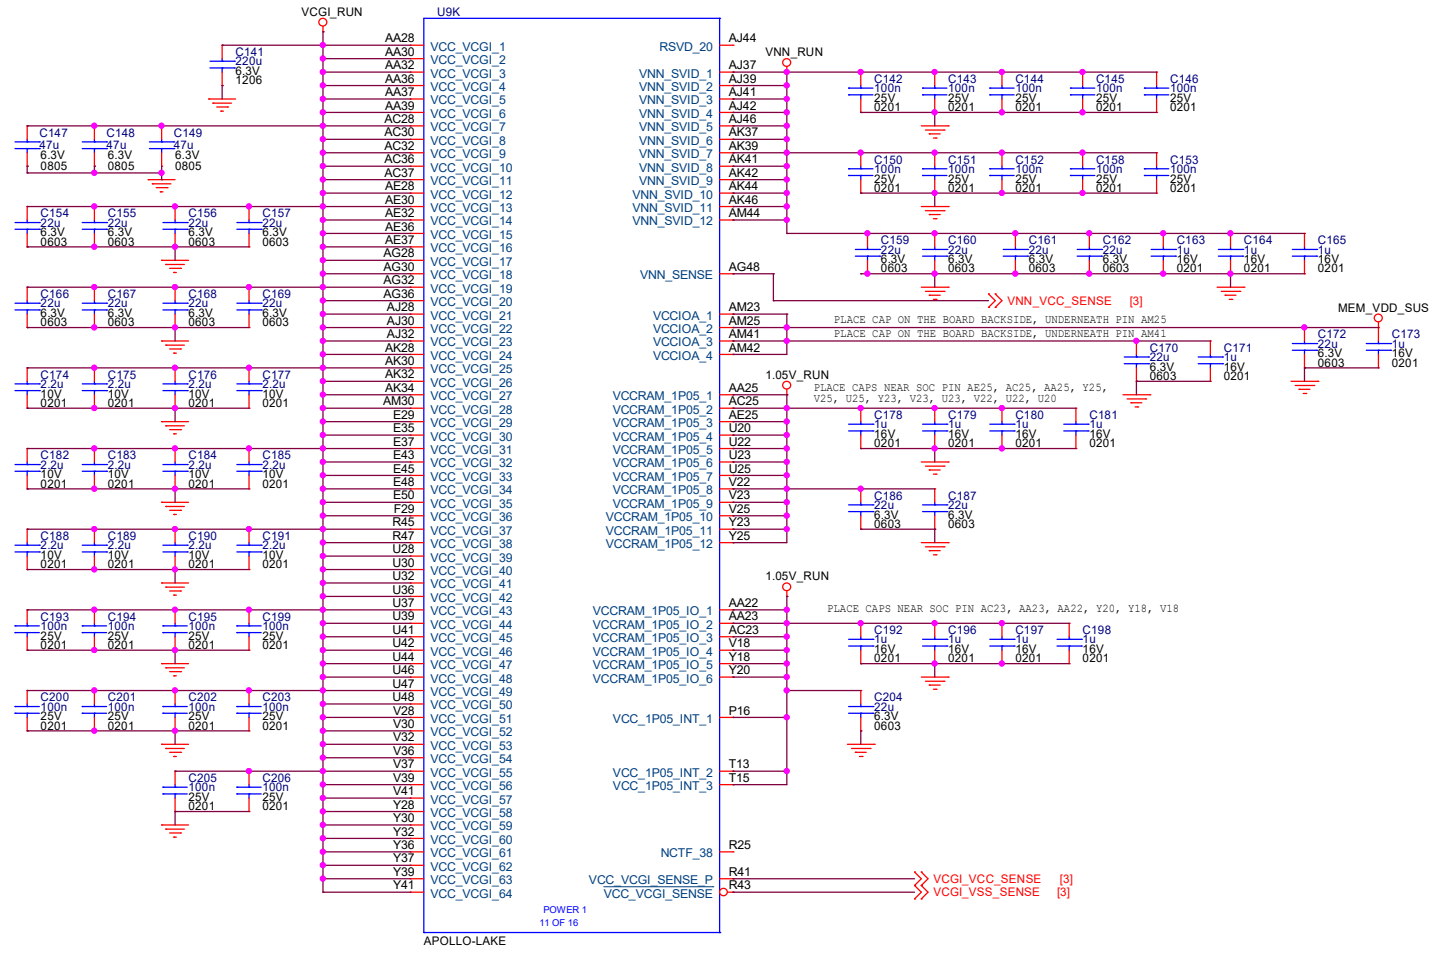 VCGI_RUN
U9K
C141
220u
6.3V
1206
C147 C148 C149
47u 47u 47u
6.3V 6.3V 6.3V
0805 0805 0805
C154 C155 C156 C157
22u 22u 22u 22u
6.3V 6.3V 6.3V 6.3V
0603 0603 0603 0603
C166 C167 C168 C169
22u 22u 22u 22u
6.3V 6.3V 6.3V 6.3V
0603 0603 0603 0603
C174 C175 C176 C177
2.2u 2.2u 2.2u 2.2u
10V 10V 10V 10V
0201 0201 0201 0201
C182 C183 C184 C185
2.2u 2.2u 2.2u 2.2u
10V 10V 10V 10V
0201 0201 0201 0201
C188 C189 C190 C191
2.2u 2.2u 2.2u 2.2u
10V 10V 10V 10V
0201 0201 0201 0201
C193 C194 C195 C199
100n 100n 100n 100n
25V 25V 25V 25V
0201 0201 0201 0201
C200 C201 C202 C203
100n 100n 100n 100n
25V 25V 25V 25V
0201 0201 0201 0201
C205 C206
100n 100n
25V 25V
0201 0201
AA28 VCC_VCGI_1
AA30 VCC_VCGI_2
AA32 VCC_VCGI_3
AA36 VCC_VCGI_4
AA37 VCC_VCGI_5
AA39 VCC_VCGI_6
AC28 VCC_VCGI_7
AC30 VCC_VCGI_8
AC32 VCC_VCGI_9
AC36 VCC_VCGI_10
AC37 VCC_VCGI_11
AE28 VCC_VCGI_12
AE30 VCC_VCGI_13
AE32 VCC_VCGI_14
AE36 VCC_VCGI_15
AE37 VCC_VCGI_16
AG28 VCC_VCGI_17
AG30 VCC_VCGI_18
AG32 VCC_VCGI_19
AG36 VCC_VCGI_20
AJ28 VCC_VCGI_21
AJ30 VCC_VCGI_22
AJ32 VCC_VCGI_23
AK28 VCC_VCGI_24
AK30 VCC_VCGI_25
AK32 VCC_VCGI_26
AK34 VCC_VCGI_27
AM30 VCC_VCGI_28
E29 VCC_VCGI_29
E35 VCC_VCGI_30
E37 VCC_VCGI_31
E43 VCC_VCGI_32
E45 VCC_VCGI_33
E48 VCC_VCGI_34
E50 VCC_VCGI_35
F29 VCC_VCGI_36
R45 VCC_VCGI_37
R47 VCC_VCGI_38
U28 VCC_VCGI_39
U30 VCC_VCGI_40
U32 VCC_VCGI_41
U36 VCC_VCGI_42
U37 VCC_VCGI_43
U39 VCC_VCGI_44
U41 VCC_VCGI_45
U42 VCC_VCGI_46
U44 VCC_VCGI_47
U46 VCC_VCGI_48
U47 VCC_VCGI_49
U48 VCC_VCGI_50
V28 VCC_VCGI_51
V30 VCC_VCGI_52
V32 VCC_VCGI_53
V36 VCC_VCGI_54
V37 VCC_VCGI_55
V39 VCC_VCGI_56
V41 VCC_VCGI_57
Y28 VCC_VCGI_58
Y30 VCC_VCGI_59
Y32 VCC_VCGI_60
Y36 VCC_VCGI_61
Y37 VCC_VCGI_62
Y39 VCC_VCGI_63
Y41 VCC_VCGI_64
RSVD_20 AJ44
VNN_SVID_1 AJ37
VNN_SVID_2 AJ39
VNN_SVID_3 AJ41
VNN_SVID_4 AJ42
VNN_SVID_5 AJ46
VNN_SVID_6 AK37
VNN_SVID_7 AK39
VNN_SVID_8 AK41
VNN_SVID_9 AK42
VNN_SVID_10 AK44
VNN_SVID_11 AK46
VNN_SVID_12 AM44
VNN_SENSE AG48
VCCIOA_1 AM23
VCCIOA_2 AM25
VCCIOA_3 AM41
VCCIOA_4 AM42
VCCRAM_1P05_1 AA25
VCCRAM_1P05_2 AC25
VCCRAM_1P05_3 AE25
VCCRAM_1P05_4 U20
VCCRAM_1P05_5 U22
VCCRAM_1P05_6 U23
VCCRAM_1P05_7 U25
VCCRAM_1P05_8 V22
VCCRAM_1P05_9 V23
VCCRAM_1P05_10 V25
VCCRAM_1P05_11 Y23
VCCRAM_1P05_12 Y25
VCCRAM_1P05_IO_1 AA22
VCCRAM_1P05_IO_2 AA23
VCCRAM_1P05_IO_3 AC23
VCCRAM_1P05_IO_4 V18
VCCRAM_1P05_IO_5 Y18
VCCRAM_1P05_IO_6 Y20
VCC_1P05_INT_1 P16
VCC_1P05_INT_2 T13
VCC_1P05_INT_3 T15
NCTF_38 R25
VCC_VCGI_SENSE_P R41
VCC_VCGI_SENSE R43
POWER 1
11 OF 16
APOLLO-LAKE
VNN_RUN
C142 C143 C144 C145 C146
100n 100n 100n 100n 100n
25V 25V 25V 25V 25V
0201 0201 0201 0201 0201
C150 C151 C152 C158 C153
100n 100n 100n 100n 100n
25V 25V 25V 25V 25V
0201 0201 0201 0201 0201
C159 C160 C161 C162 C163 C164 C165
22u 22u 22u 22u 1u 1u 1u
6.3V 6.3V 6.3V 6.3V 16V 16V 16V
0603 0603 0603 0603 0201 0201 0201
VNN_VCC_SENSE [3]
MEM_VDD_SUS
PLACE CAP ON THE BOARD BACKSIDE, UNDERNEATH PIN AM25
PLACE CAP ON THE BOARD BACKSIDE, UNDERNEATH PIN AM41
C172 C173
22u 1u
6.3V 16V
0603 0201
C170 C171
22u 1u
6.3V 16V
0603 0201
1.05V_RUN
PLACE CAPS NEAR SOC PIN AE25, AC25, AA25, Y25,
V25, U25, Y23, V23, U23, V22, U22, U20
C178 C179 C180 C181
1u 1u 1u 1u
16V 16V 16V 16V
0201 0201 0201 0201
C186 C187
22u 22u
6.3V 6.3V
0603 0603
1.05V_RUN
PLACE CAPS NEAR SOC PIN AC23, AA23, AA22, Y20, Y18, V18
C192 C196 C197 C198
1u 1u 1u 1u
16V 16V 16V 16V
0201 0201 0201 0201
C204
22u
6.3V
0603
VCGI_VCC_SENSE [3]
VCGI_VSS_SENSE [3]